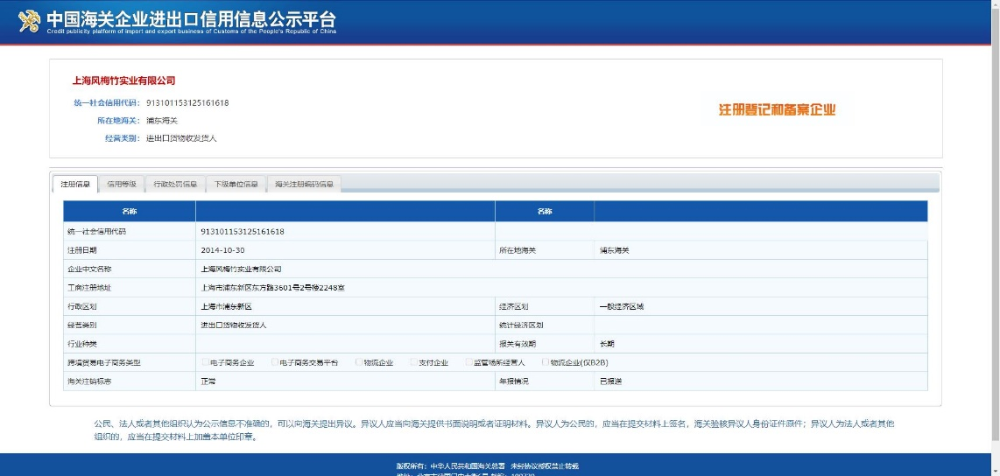 中国海关企业进出口信用信息公示平台
Credit publicity platform of import and export business of Customs of the People's Republic of China
上海风梅竹实业有限公司
统一社会信用代码： 913101153125161618
所在地海关： 浦东海关
经营类别： 进出口货物收发货人
注册登记和备案企业
注册信息 信用等级 行政处罚信息 下级单位信息 海关注册编码信息
名称 名称
统一社会信用代码 913101153125161618
注册日期 2014-10-30 所在地海关 浦东海关
企业中文名称 上海风梅竹实业有限公司
工商注册地址 上海市浦东新区东方路3601号2号楼2248室
行政区划 上海市浦东新区 经济区划 一般经济区域
经营类别 进出口货物收发货人 统计经济区划
行业种类 报关有效期 长期
跨境贸易电子商务类型 电子商务企业 电子商务交易平台 物流企业 支付企业 监管场所经营人 物流企业(仅B2B)
海关注销标志 正常 年报情况 已报送
公民、法人或者其他组织认为公示信息不准确的，可以向海关提出异议。异议人应当向海关提供书面说明或者证明材料。异议人为公民的，应当在提交材料上签名，海关验核异议人身份证件原件；异议人为法人或者其他
组织的，应当在提交材料上加盖本单位印章。
版权所有：中华人民共和国海关总署 未经协议授权禁止转载